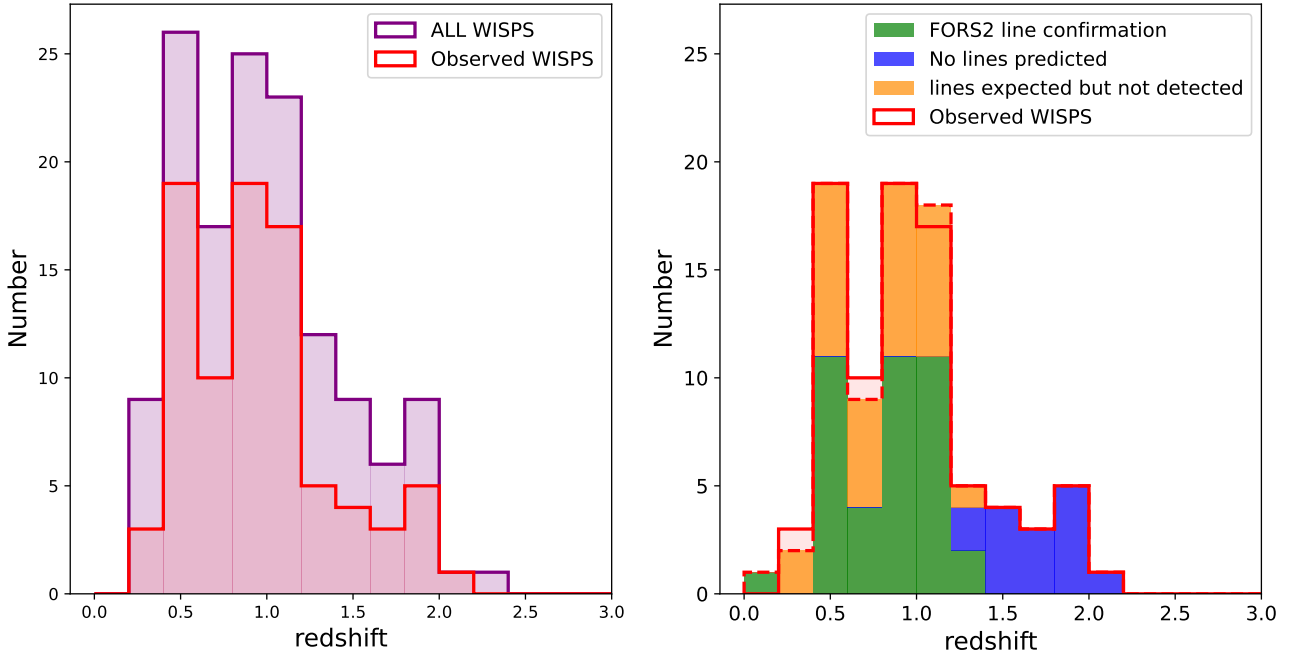 ALL WISPS
Observed WISPS
25
20
15
10
5
0
Number
0.0 0.5 1.0 1.5 2.0 2.5 3.0
redshift
FORS2 line confirmation
No lines predicted
lines expected but not detected
Observed WISPS
25
20
15
10
5
0
Number
0.0 0.5 1.0 1.5 2.0 2.5 3.0
redshift